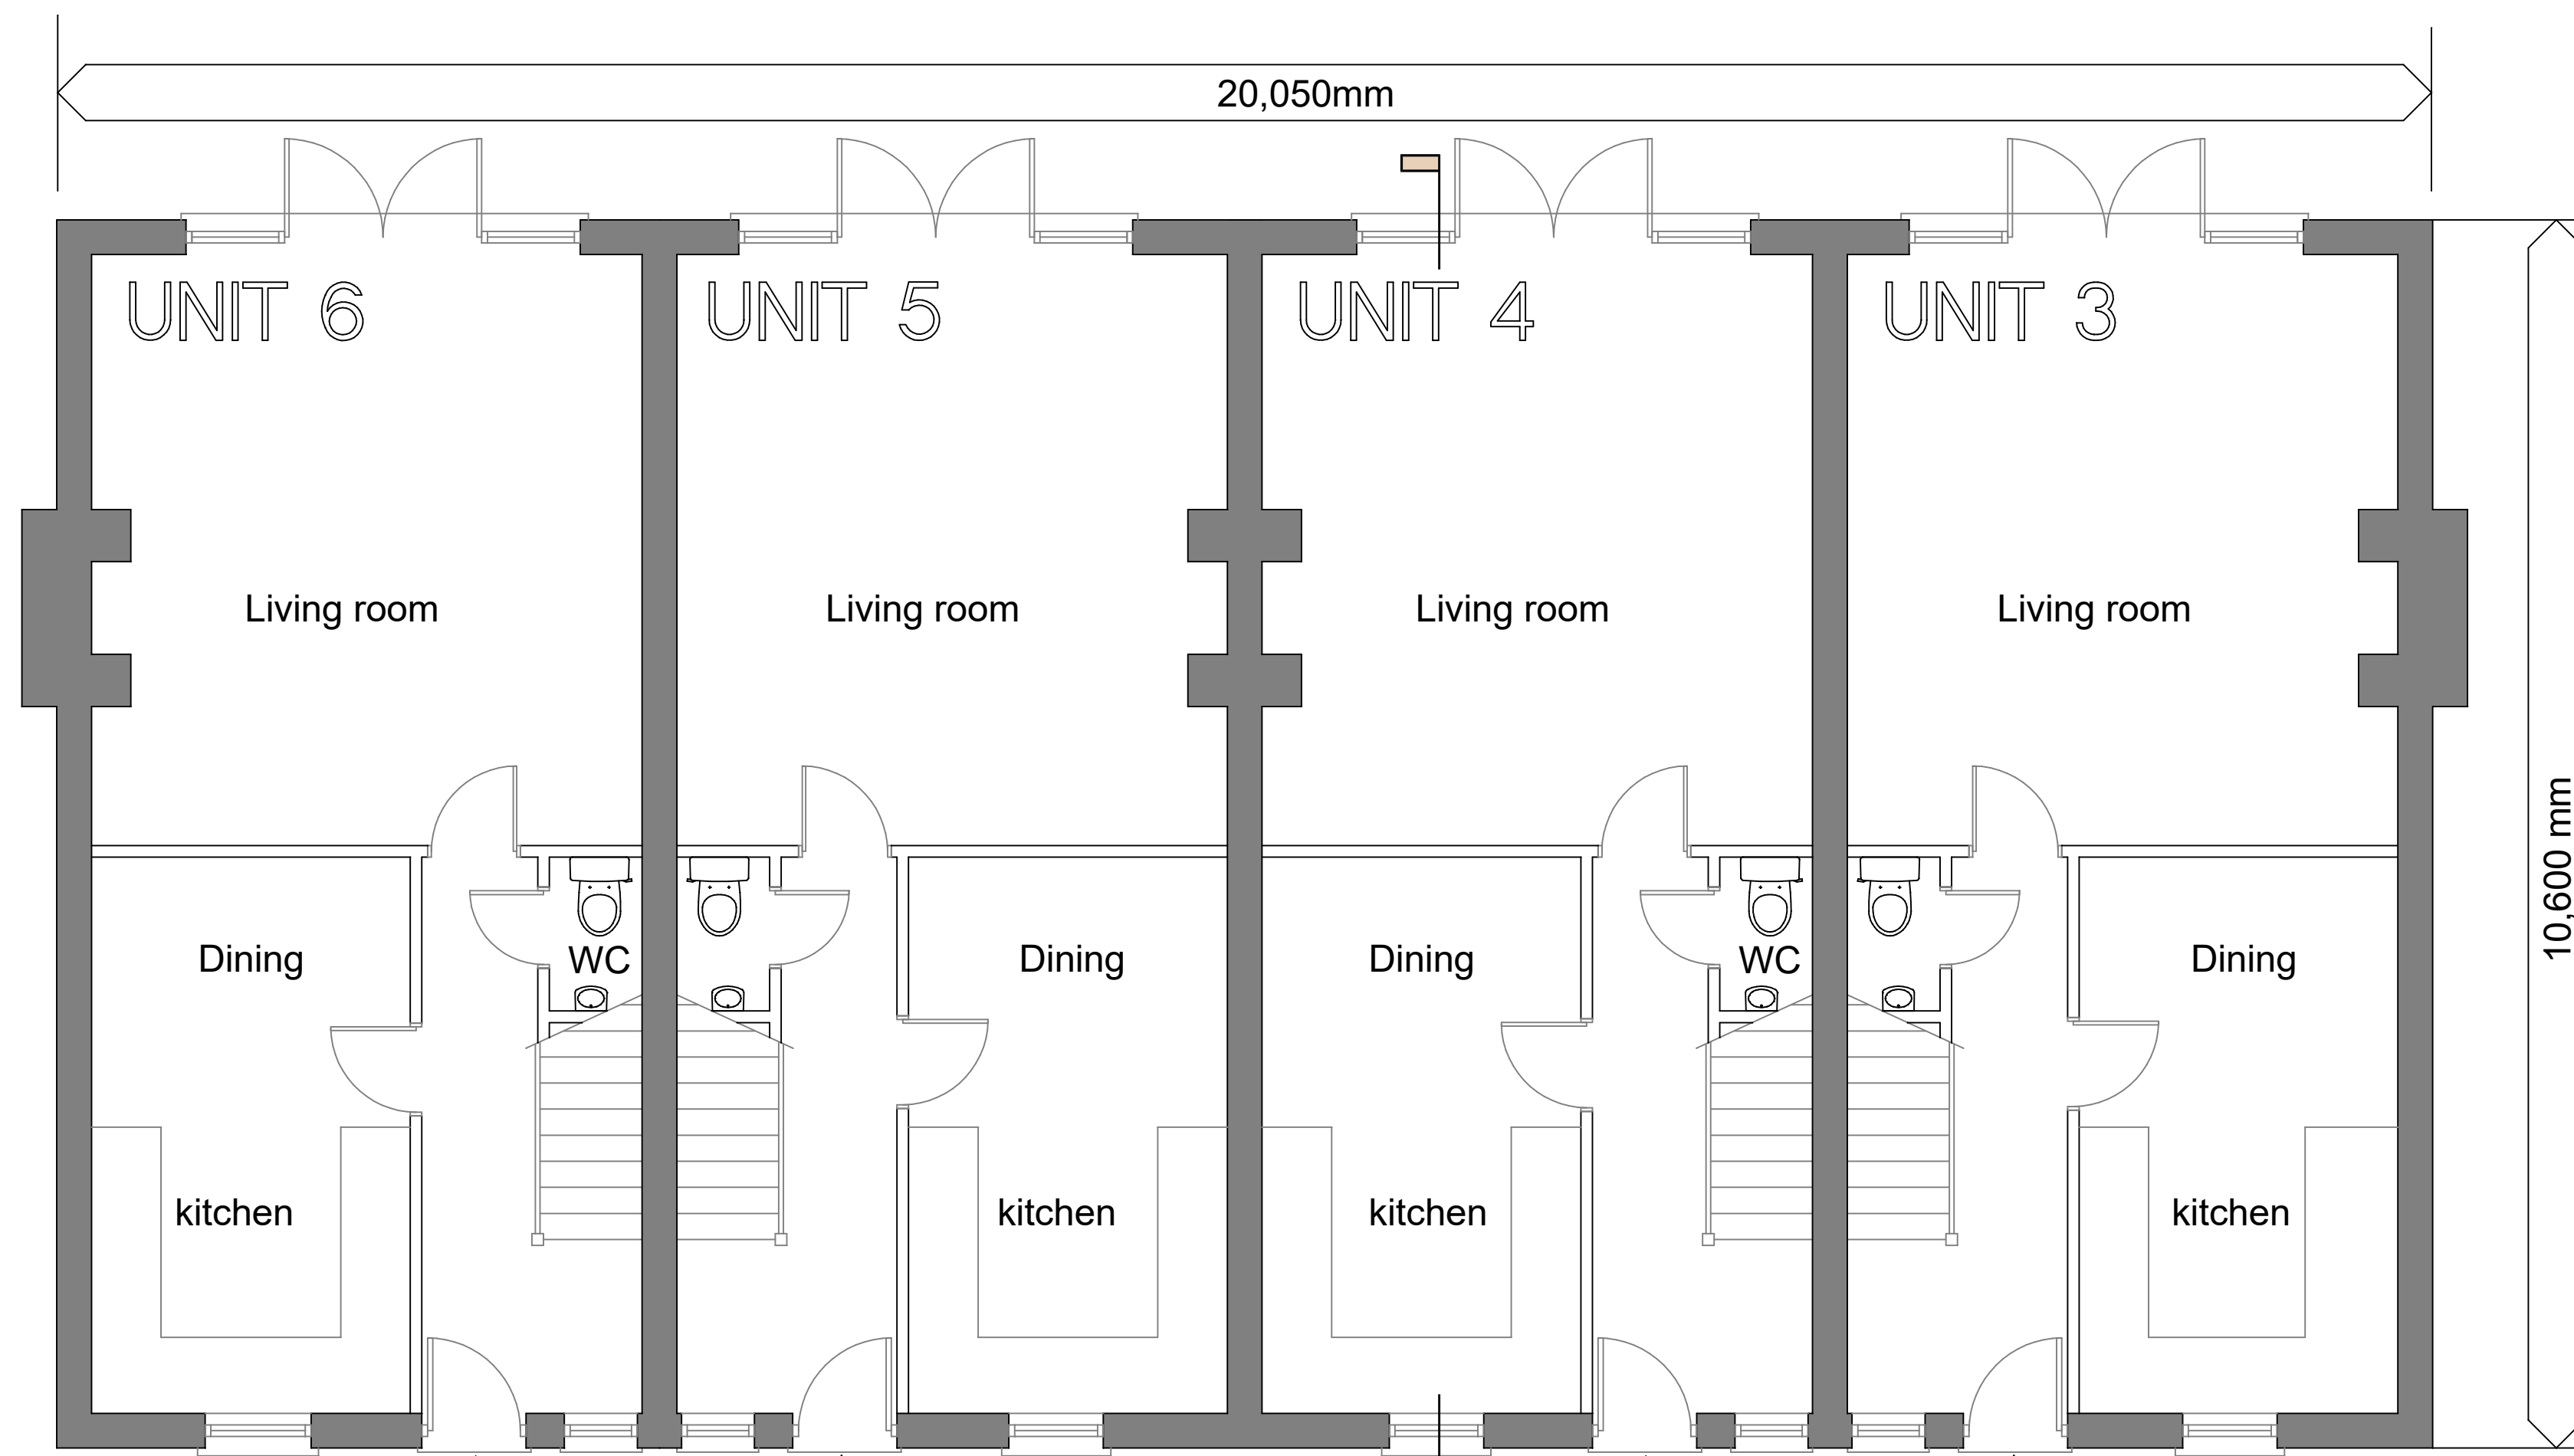 20,050mm
UNIT 6
UNIT 5
UNIT 4
UNIT 3
Living room
Living room
Living room
Living room
10,600 mm
Dining
WC
Dining
Dining
WC
Dining
kitchen
kitchen
kitchen
kitchen